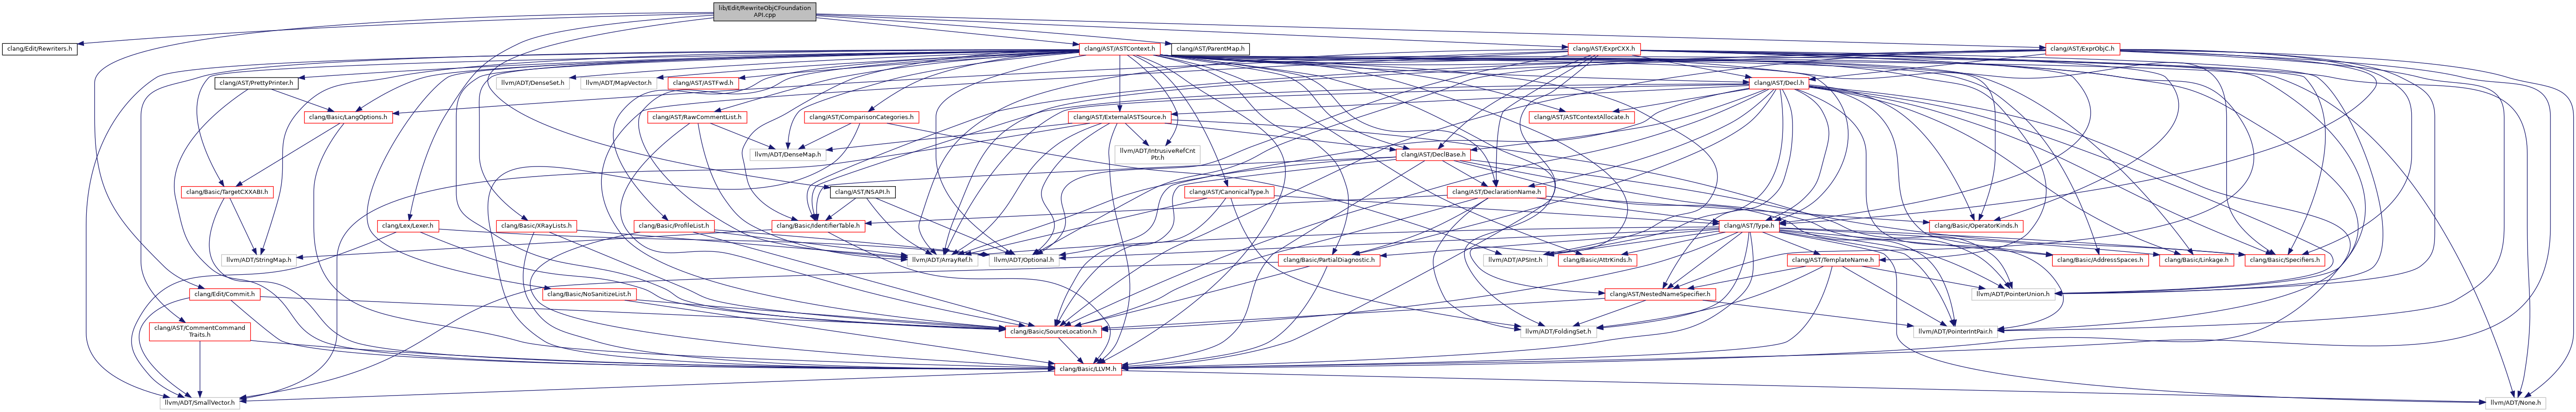 lib/Edit/RewriteObjCFoundation
API.cpp
clang/Edit/Rewriters.h
clang/AST/ASTContext.h
clang/AST/ParentMap.h
clang/AST/ExprCXX.h
clang/AST/ExprObjC.h
clang/AST/PrettyPrinter.h
llvm/ADT/DenseSet.h
llvm/ADT/MapVector.h
clang/AST/ASTFwd.h
clang/AST/Decl.h
clang/Basic/LangOptions.h
clang/AST/RawCommentList.h
clang/AST/ComparisonCategories.h
clang/AST/ExternalASTSource.h
clang/AST/ASTContextAllocate.h
llvm/ADT/DenseMap.h
llvm/ADT/IntrusiveRefCnt
Ptr.h
clang/AST/DeclBase.h
clang/Basic/TargetCXXABI.h
clang/AST/NSAPI.h
clang/AST/CanonicalType.h
clang/AST/DeclarationName.h
clang/Lex/Lexer.h
clang/Basic/XRayLists.h
clang/Basic/ProfileList.h
clang/Basic/IdentifierTable.h
clang/AST/Type.h
clang/Basic/OperatorKinds.h
llvm/ADT/StringMap.h
llvm/ADT/ArrayRef.h
llvm/ADT/Optional.h
clang/Basic/PartialDiagnostic.h
llvm/ADT/APSInt.h
clang/Basic/AttrKinds.h
clang/AST/TemplateName.h
clang/Basic/AddressSpaces.h
clang/Basic/Linkage.h
clang/Basic/Specifiers.h
clang/Edit/Commit.h
clang/Basic/NoSanitizeList.h
clang/AST/NestedNameSpecifier.h
llvm/ADT/PointerUnion.h
clang/AST/CommentCommand
Traits.h
clang/Basic/SourceLocation.h
llvm/ADT/FoldingSet.h
llvm/ADT/PointerIntPair.h
clang/Basic/LLVM.h
llvm/ADT/SmallVector.h
llvm/ADT/None.h